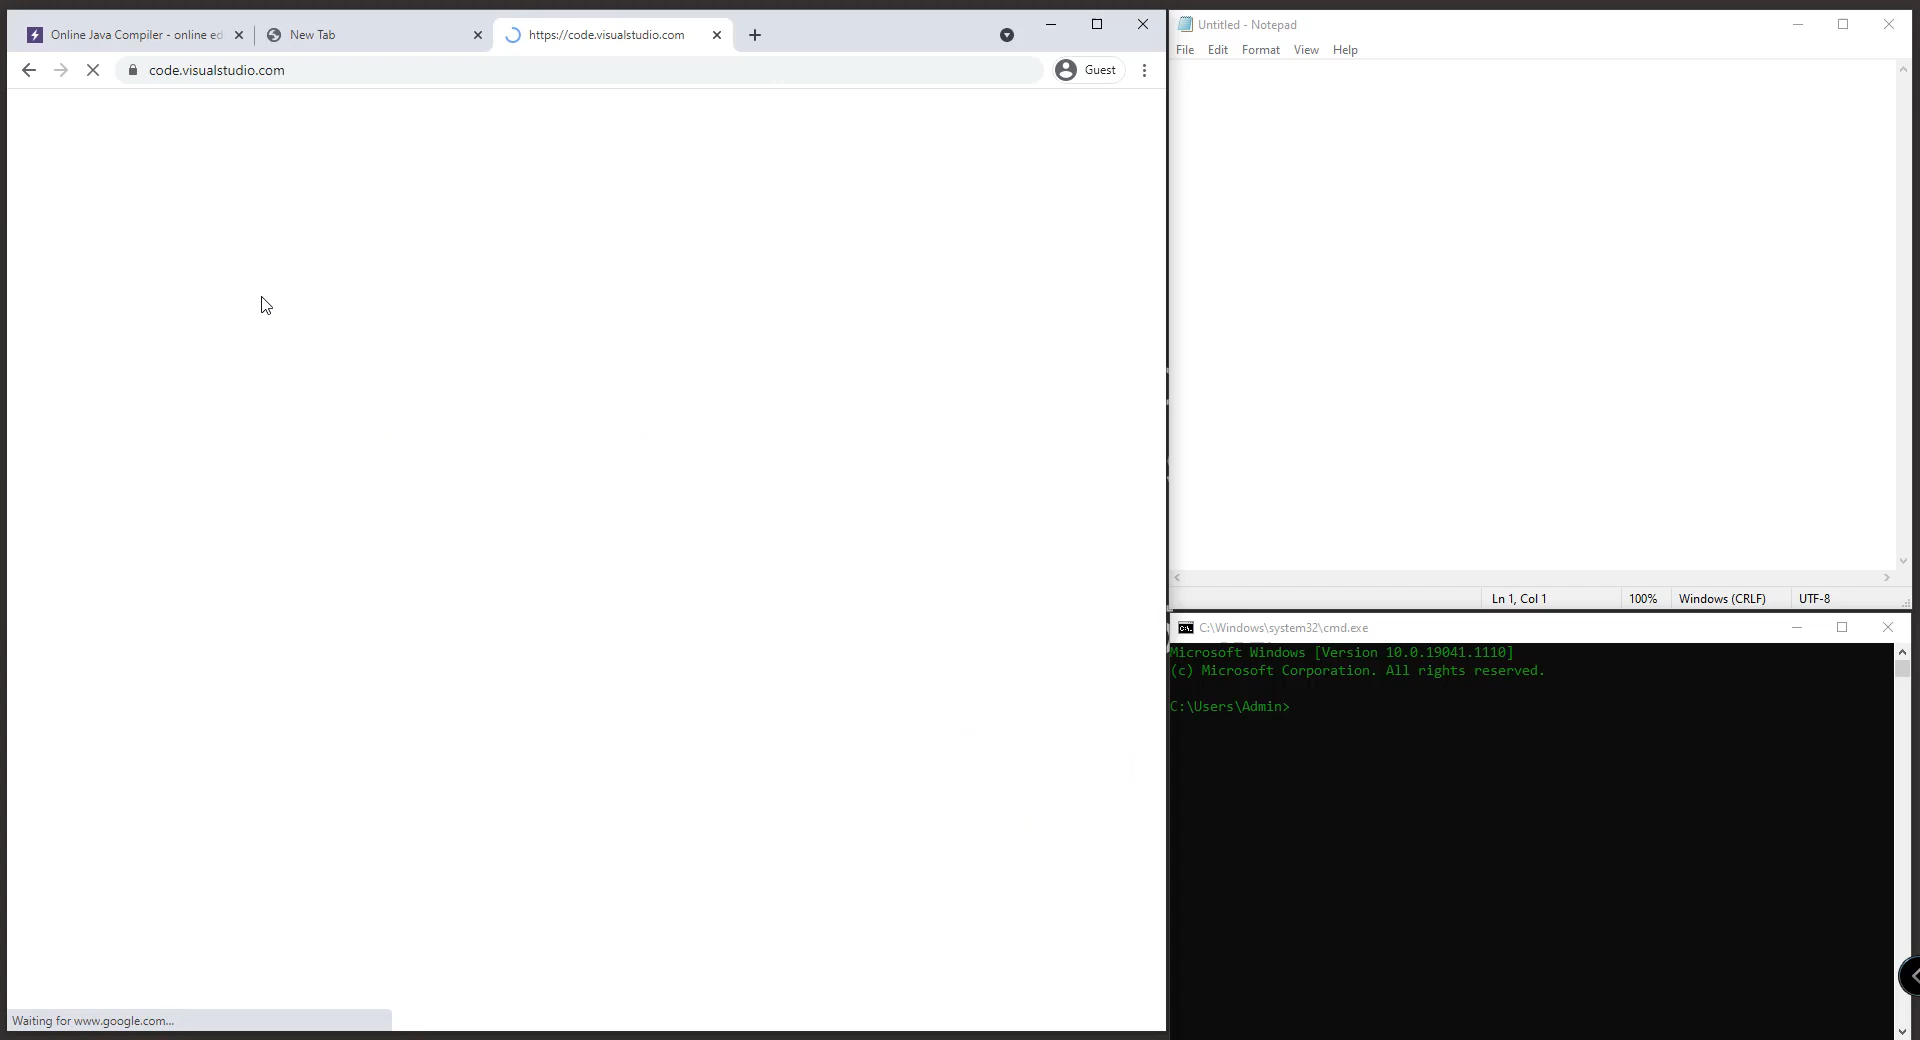 Online Java Compiler - online ed
New Tab
https://code.visualstudio.com
code.visualstudio.com
Guest
Waiting for www.google.com...
Untitled - Notepad
File Edit Format View Help
Ln 1, Col 1 100% Windows (CRLF) UTF-8
C:\Windows\system32\cmd.exe
Microsoft Windows [Version 10.0.19041.1110]
(c) Microsoft Corporation. All rights reserved.
C:\Users\Admin>